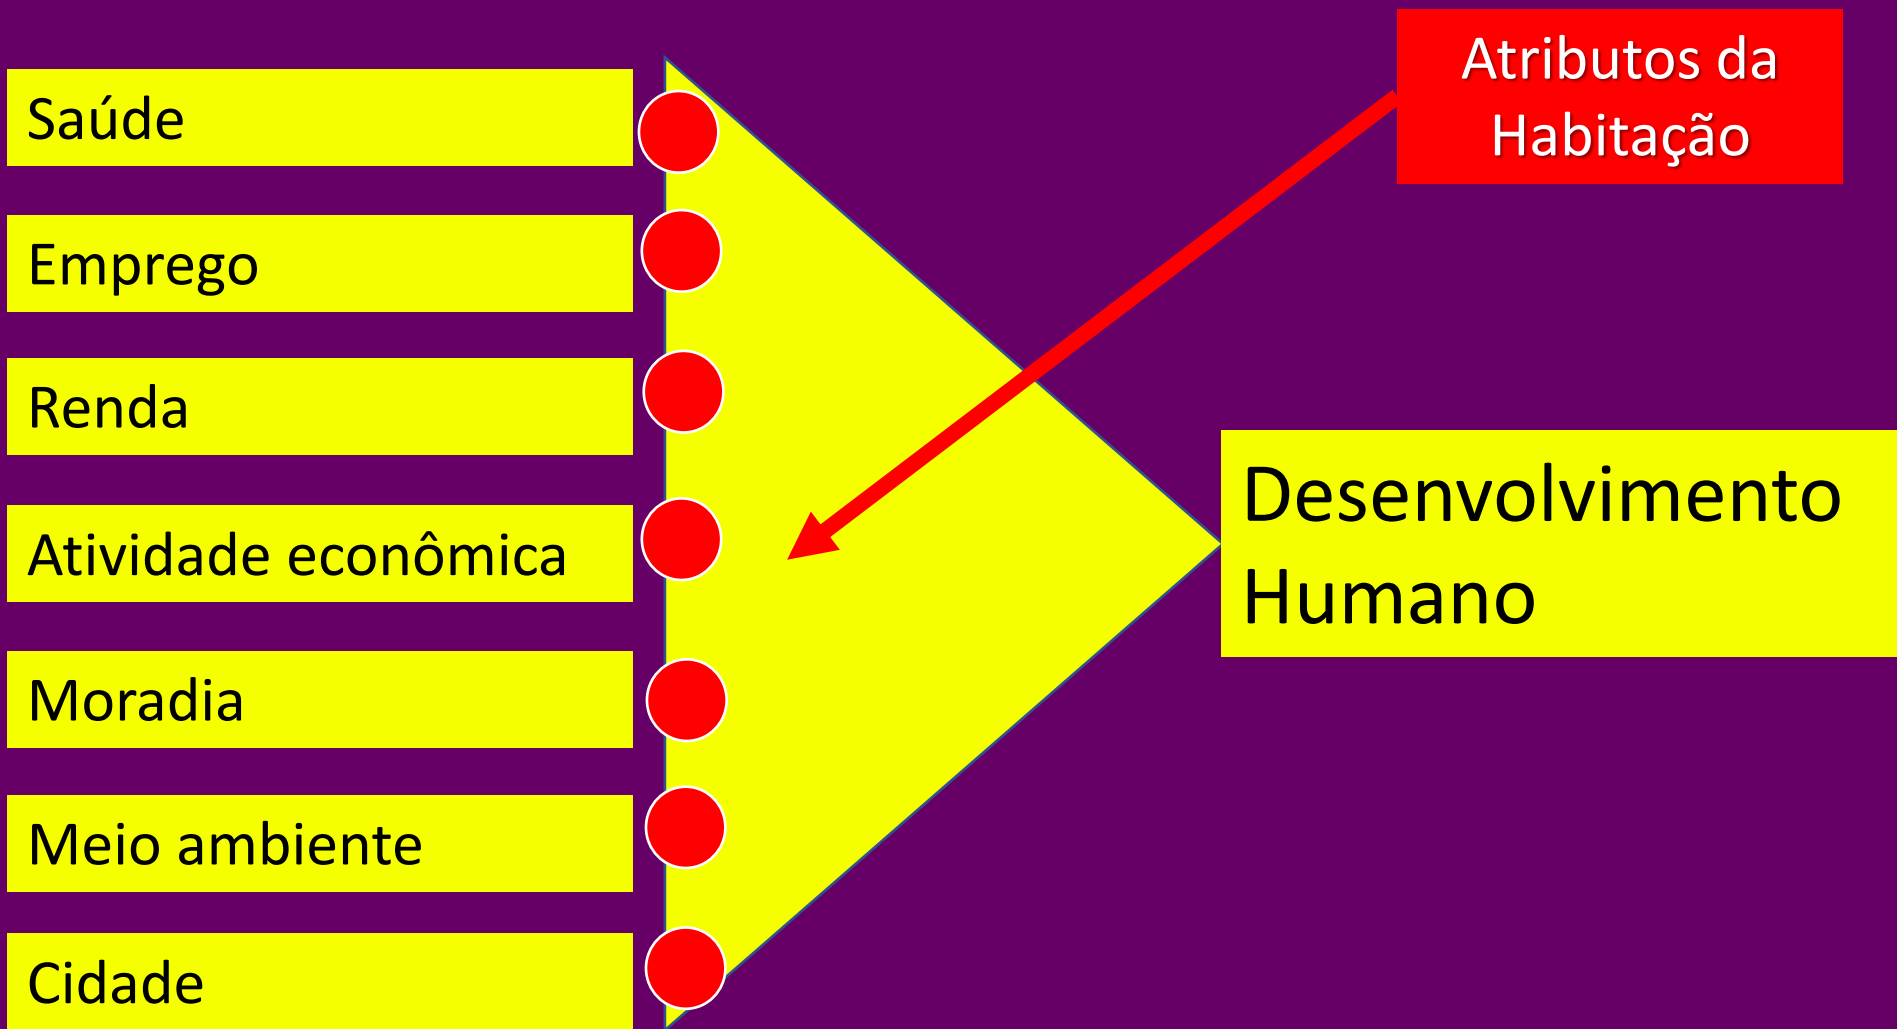 Saúde
Emprego
Renda
Atividade econômica
Moradia
Meio ambiente
Cidade
Atributos da
Habitação
Desenvolvimento
Humano